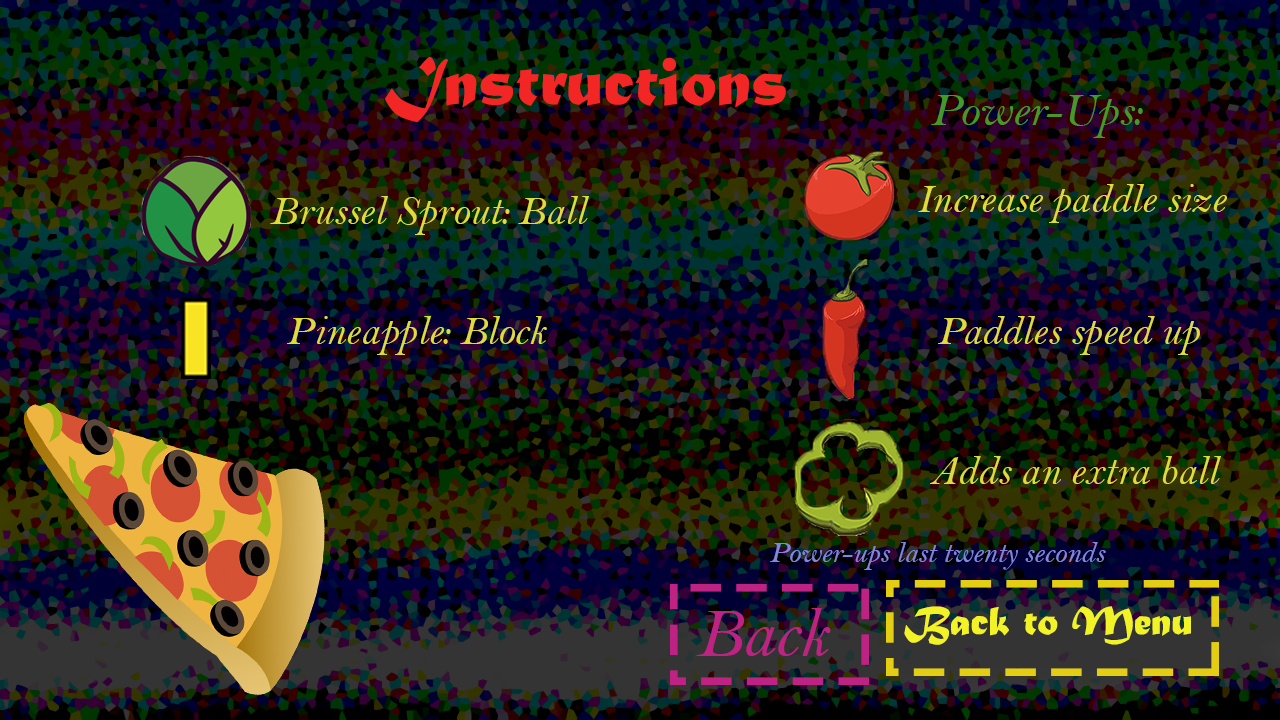 Instructions
Power-Ups:
Brussel Sprout: Ball
Increase paddle size
Pineapple: Block
Paddles speed up
Adds an extra ball
Power-ups last twenty seconds
Back
Back to Menu